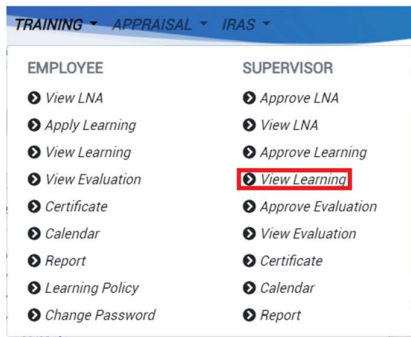 TRAINING APPRAISAL IRAS
EMPLOYEE
View LNA
Apply Learning
View Learning
View Evaluation
Certificate
Calendar
Report
Learning Policy
Change Password
SUPERVISOR
Approve LNA
View LNA
Approve Learning
View Learning
Approve Evaluation
View Evaluation
Certificate
Calendar
Report